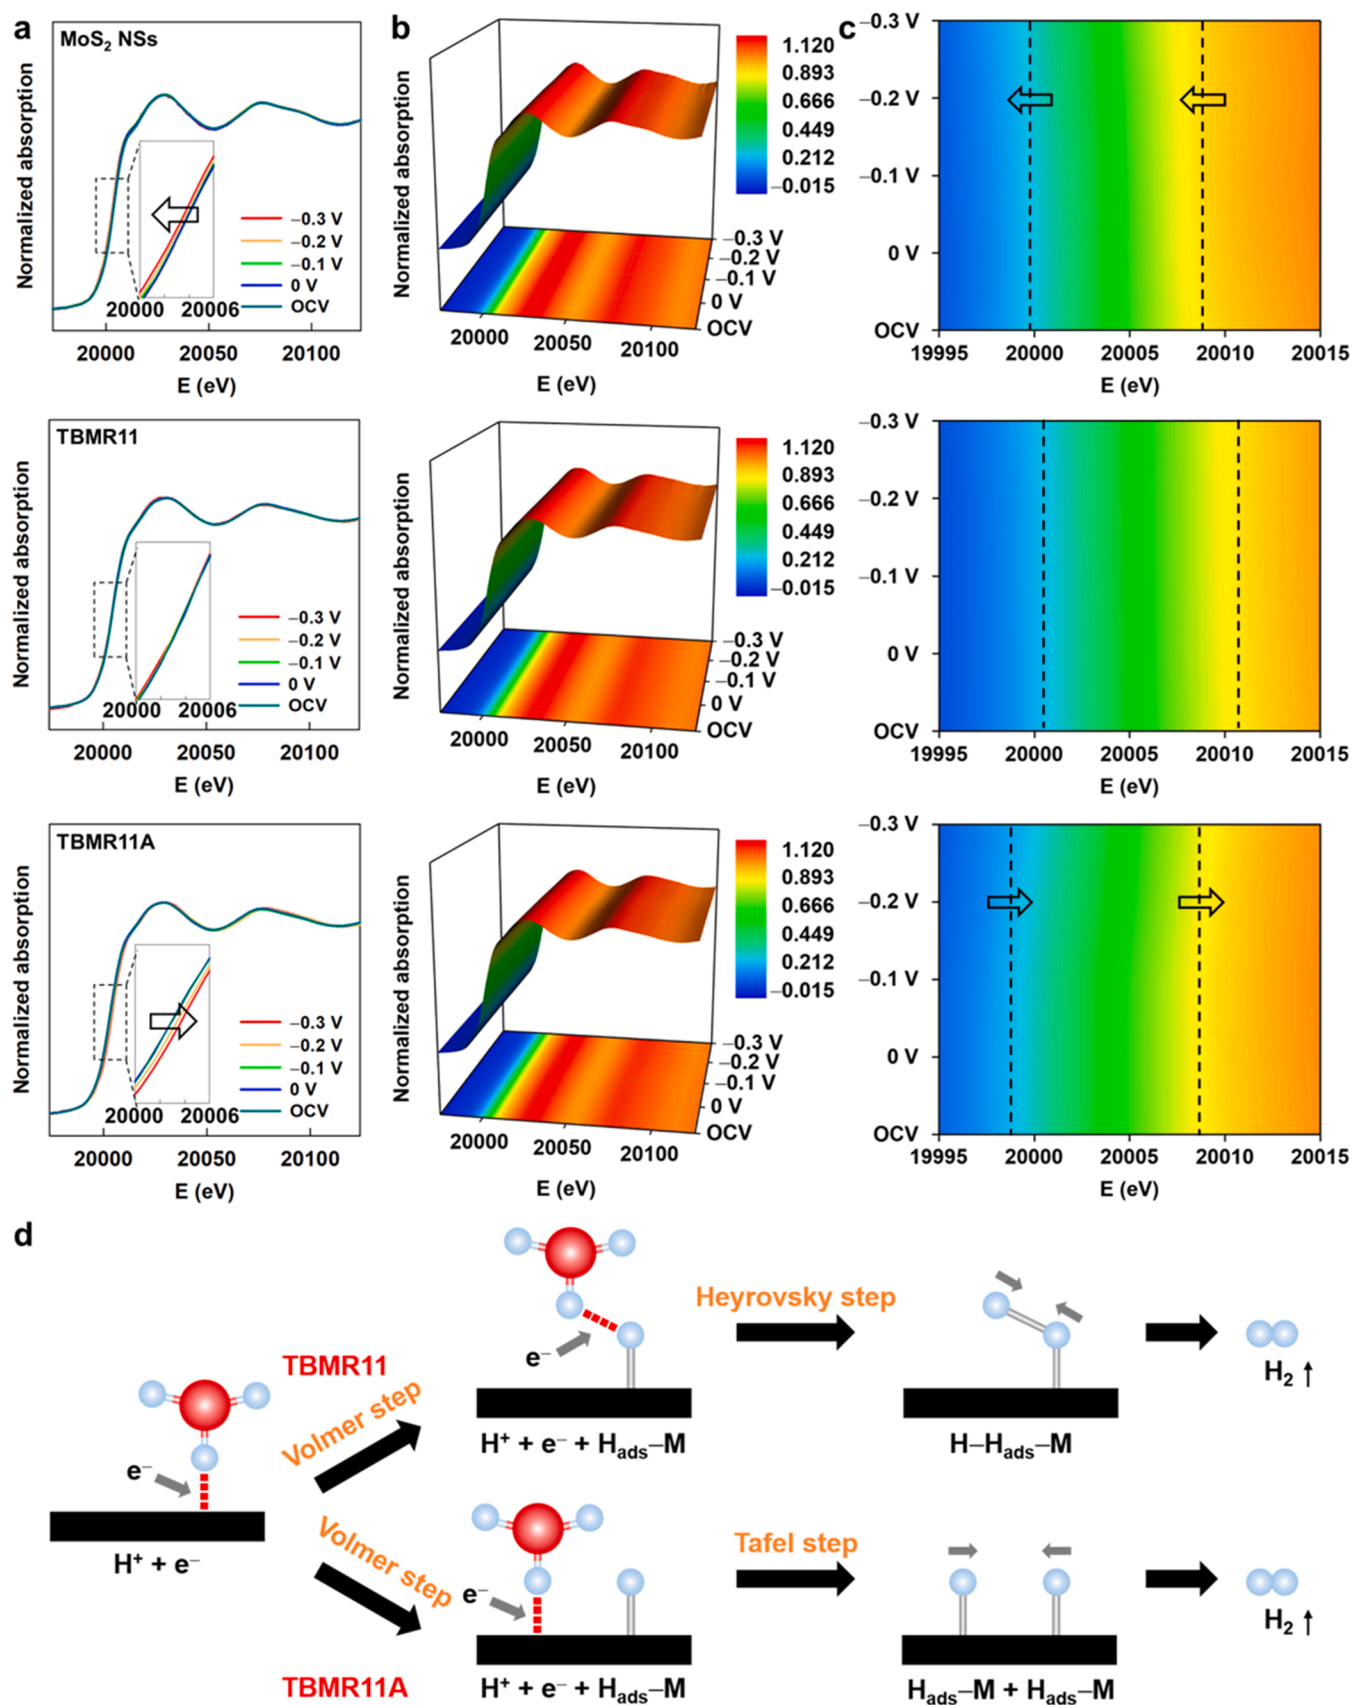 a
MoS₂ NSs
Normalized absorption
−0.3 V
−0.2 V
−0.1 V
0 V
OCV
20000 20006
20000 20050 20100
E (eV)
b
Normalized absorption
1.120
0.893
0.666
0.449
0.212
−0.015
−0.3 V
−0.2 V
−0.1 V
0 V
OCV
20000 20050 20100
E (eV)
c
−0.3 V
−0.2 V
−0.1 V
0 V
OCV
19995 20000 20005 20010 20015
E (eV)
TBMR11
Normalized absorption
−0.3 V
−0.2 V
−0.1 V
0 V
OCV
20000 20006
20000 20050 20100
E (eV)
Normalized absorption
1.120
0.893
0.666
0.449
0.212
−0.015
−0.3 V
−0.2 V
−0.1 V
0 V
OCV
20000 20050 20100
E (eV)
−0.3 V
−0.2 V
−0.1 V
0 V
OCV
19995 20000 20005 20010 20015
E (eV)
TBMR11A
Normalized absorption
−0.3 V
−0.2 V
−0.1 V
0 V
OCV
20000 20006
20000 20050 20100
E (eV)
Normalized absorption
1.120
0.893
0.666
0.449
0.212
−0.015
−0.3 V
−0.2 V
−0.1 V
0 V
OCV
20000 20050 20100
E (eV)
−0.3 V
−0.2 V
−0.1 V
0 V
OCV
19995 20000 20005 20010 20015
E (eV)
d
e⁻
H⁺ + e⁻
TBMR11
Volmer step
e⁻
H⁺ + e⁻ + Hads−M
Heyrovsky step
H−Hads−M
H₂ ↑
Volmer step
TBMR11A
e⁻
H⁺ + e⁻ + Hads−M
Tafel step
Hads−M + Hads−M
H₂ ↑